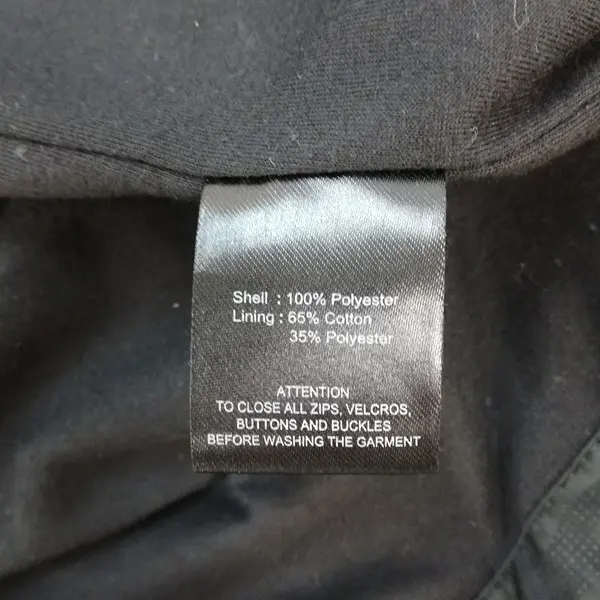 Shell : 100% Polyester
Lining : 65% Cotton
35% Polyester
ATTENTION
TO CLOSE ALL ZIPS, VELCROS,
BUTTONS AND BUCKLES
BEFORE WASHING THE GARMENT